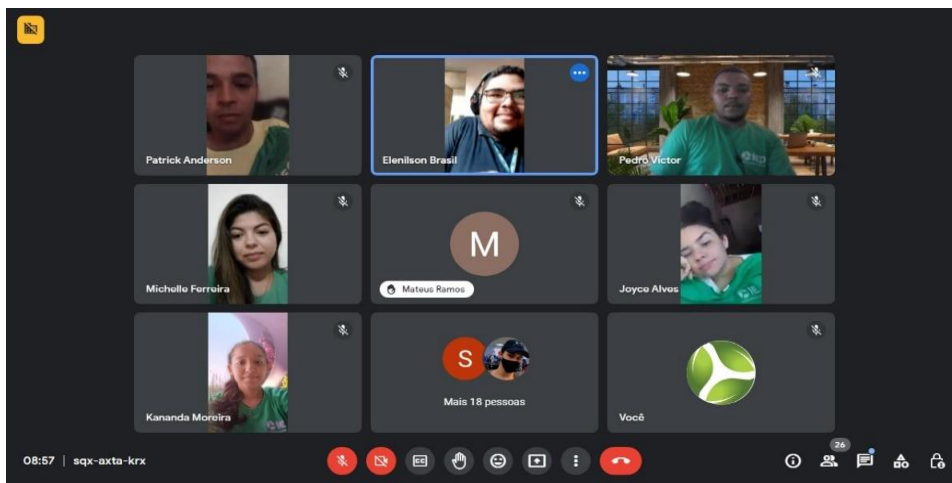 Patrick Anderson
Elenilson Brasil
Pedro Victor
Michelle Ferreira
M
Mateus Ramos
Joyce Alves
Kananda Moreira
S
Mais 18 pessoas
Você
26
08:57 | sqx-axta-krx